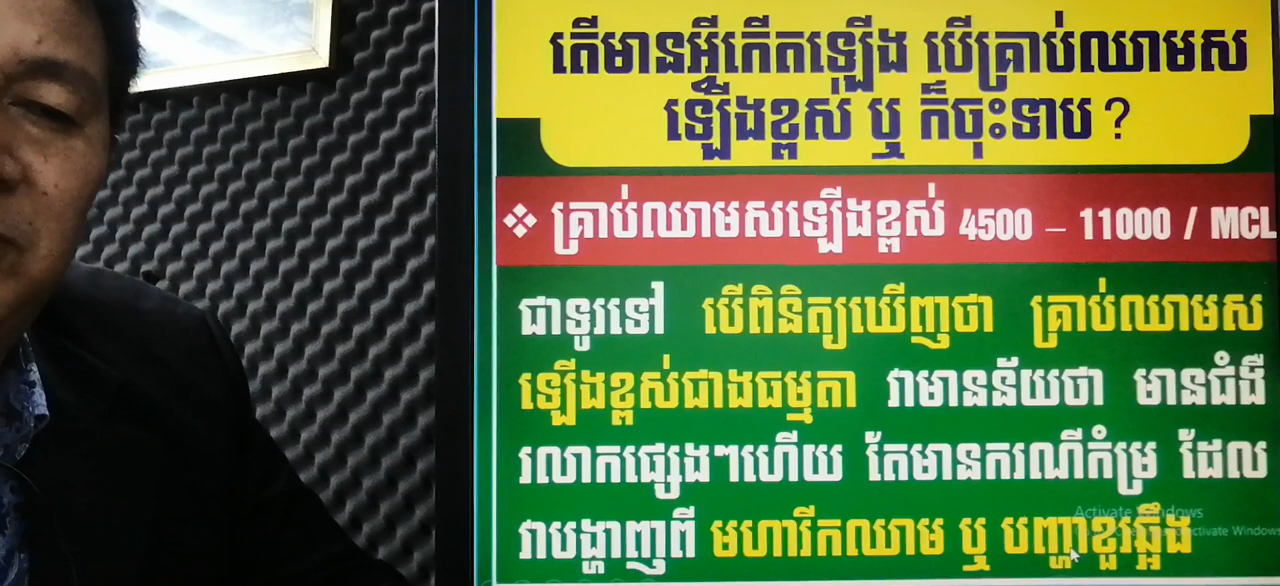 តើមានអ្វីកើតឡើង បើគ្រាប់ឈាមស
ឡើងខ្ពស់ ឬ ក៏ចុះទាប ?
❖ គ្រាប់ឈាមសឡើងខ្ពស់ 4500 – 11000 / MCL
ជាទូរទៅ បើពិនិត្យឃើញថា គ្រាប់ឈាមស
ឡើងខ្ពស់ជាងធម្មតា វាមានន័យថា មានជំងឺ
រលាកផ្សេងៗហើយ តែមានករណីកំម្រ ដែល
វាបង្ហាញពី មហារីកឈាម ឬ បញ្ហាខួរឆ្អឹង
Activate Windows